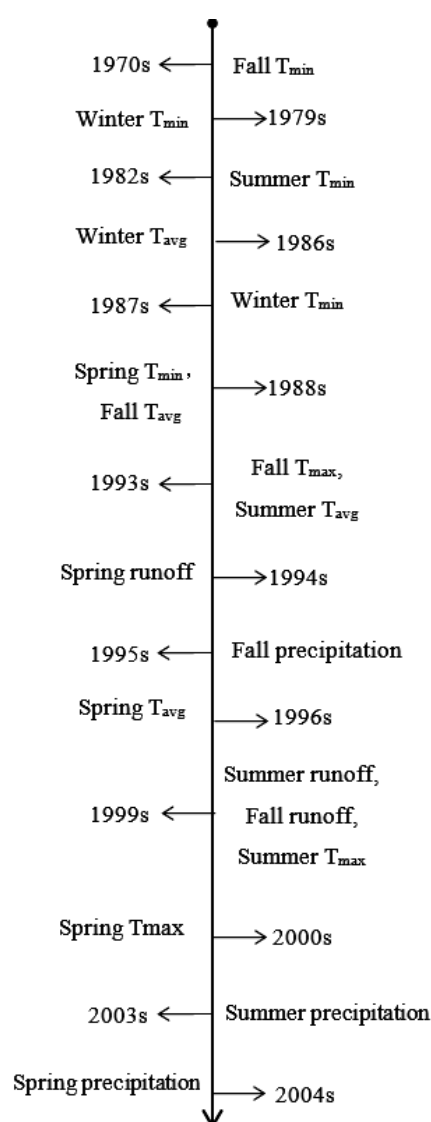 1970s Fall Tmin
Winter Tmin 1979s
1982s Summer Tmin
Winter Tavg 1986s
1987s Winter Tmin
Spring Tmin,
Fall Tavg
1988s
1993s
Fall Tmax,
Summer Tavg
Spring runoff 1994s
1995s Fall precipitation
Spring Tavg 1996s
1999s
Summer runoff,
Fall runoff,
Summer Tmax
Spring Tmax 2000s
2003s Summer precipitation
Spring precipitation 2004s